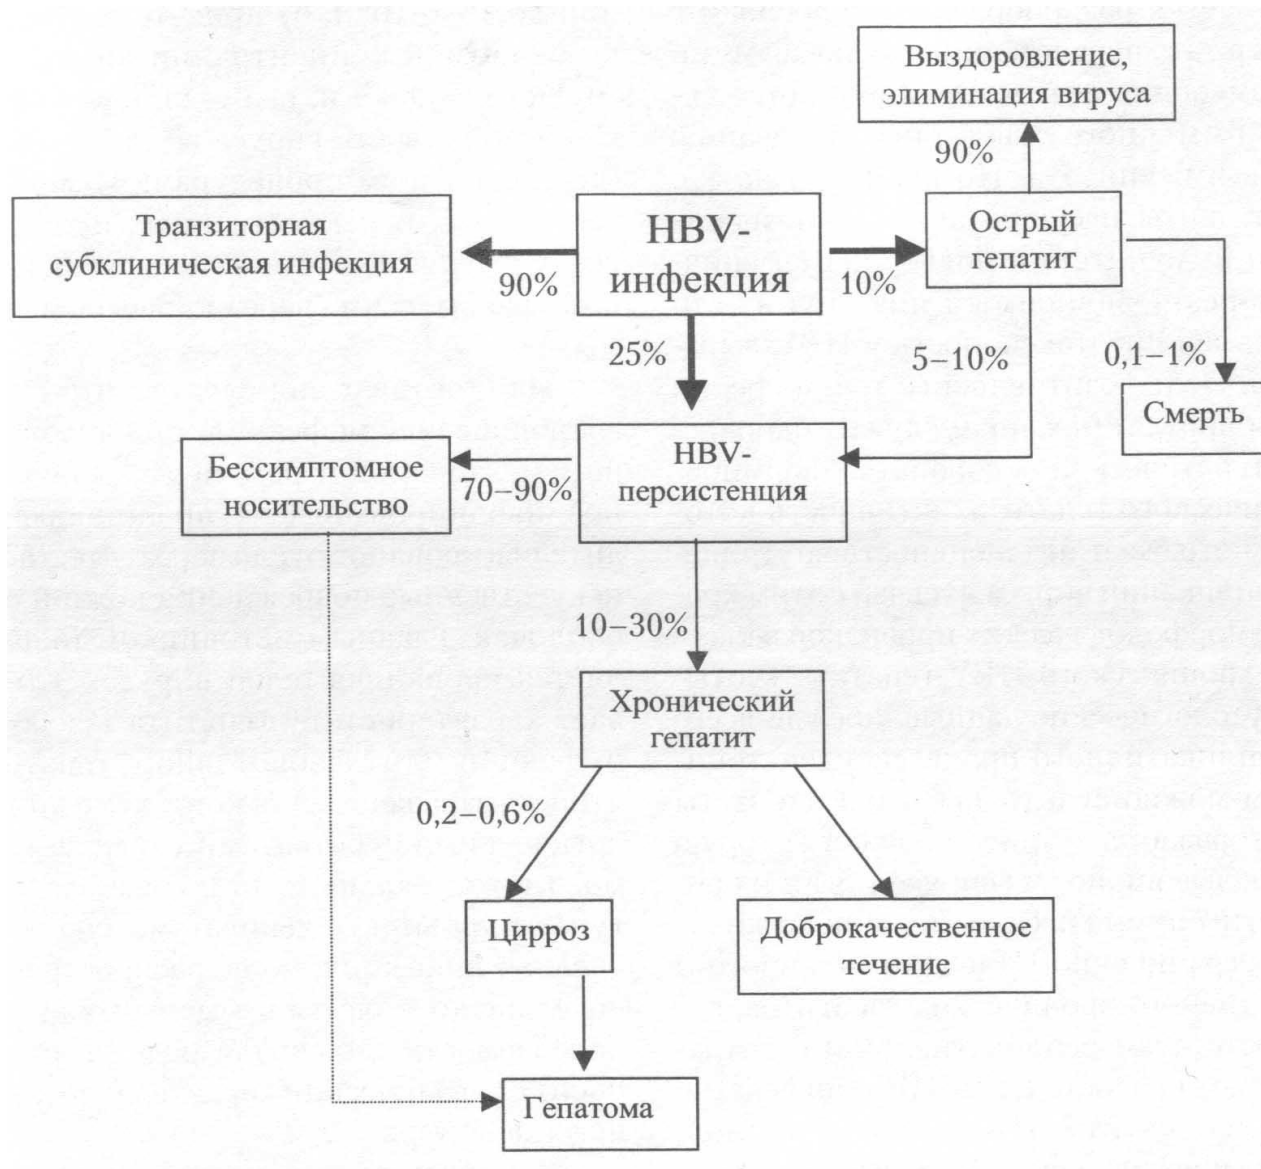 Выздоровление,
элиминация вируса
90%
Транзиторная
субклиническая инфекция
90%
HBV-
инфекция
10%
Острый
гепатит
25%
5–10%
0,1–1%
Смерть
Бессимптомное
носительство
70–90%
HBV-
персистенция
10–30%
Хронический
гепатит
0,2–0,6%
Цирроз
Доброкачественное
течение
Гепатома